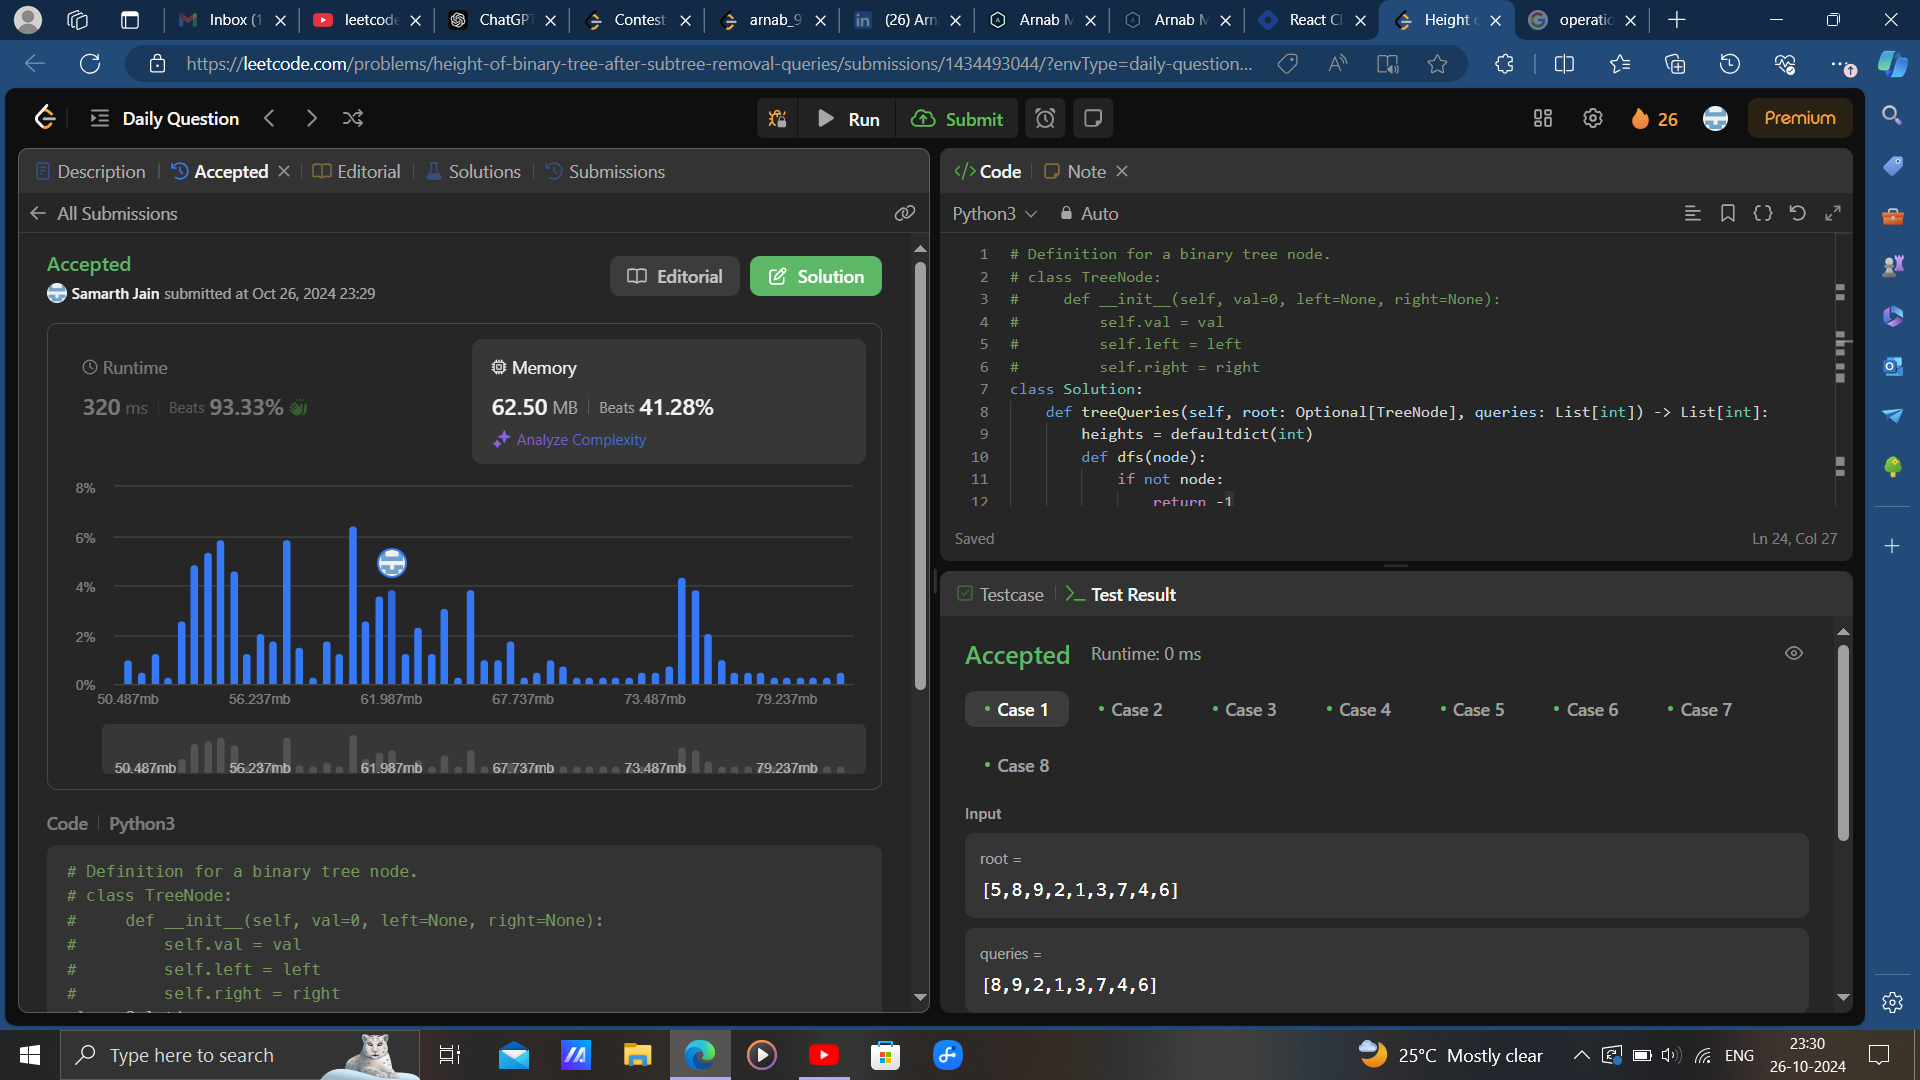 Inbox (1
leetcode
ChatGPT
Contest
arnab_9
(26) Arn
Arnab M
Arnab M
React Cl
Height o
operatio
https://leetcode.com/problems/height-of-binary-tree-after-subtree-removal-queries/submissions/1434493044/?envType=daily-question...
Daily Question
Run
Submit
26
Premium
Description
Accepted
Editorial
Solutions
Submissions
All Submissions
Accepted
Samarth Jain submitted at Oct 26, 2024 23:29
Editorial
Solution
Runtime
320 ms
Beats 93.33%
Memory
62.50 MB
Beats 41.28%
Analyze Complexity
8%
6%
4%
2%
0%
50.487mb
56.237mb
61.987mb
67.737mb
73.487mb
79.237mb
50.487mb
56.237mb
61.987mb
67.737mb
73.487mb
79.237mb
Code
Python3
# Definition for a binary tree node.
# class TreeNode:
#     def __init__(self, val=0, left=None, right=None):
#         self.val = val
#         self.left = left
#         self.right = right
Code
Note
Python3
Auto
1 # Definition for a binary tree node.
2 # class TreeNode:
3 #     def __init__(self, val=0, left=None, right=None):
4 #         self.val = val
5 #         self.left = left
6 #         self.right = right
7 class Solution:
8     def treeQueries(self, root: Optional[TreeNode], queries: List[int]) -> List[int]:
9         heights = defaultdict(int)
10         def dfs(node):
11             if not node:
12                 return -1
Saved
Ln 24, Col 27
Testcase
Test Result
Accepted
Runtime: 0 ms
Case 1
Case 2
Case 3
Case 4
Case 5
Case 6
Case 7
Case 8
Input
root =
[5,8,9,2,1,3,7,4,6]
queries =
[8,9,2,1,3,7,4,6]
Type here to search
25°C Mostly clear
ENG
23:30
26-10-2024